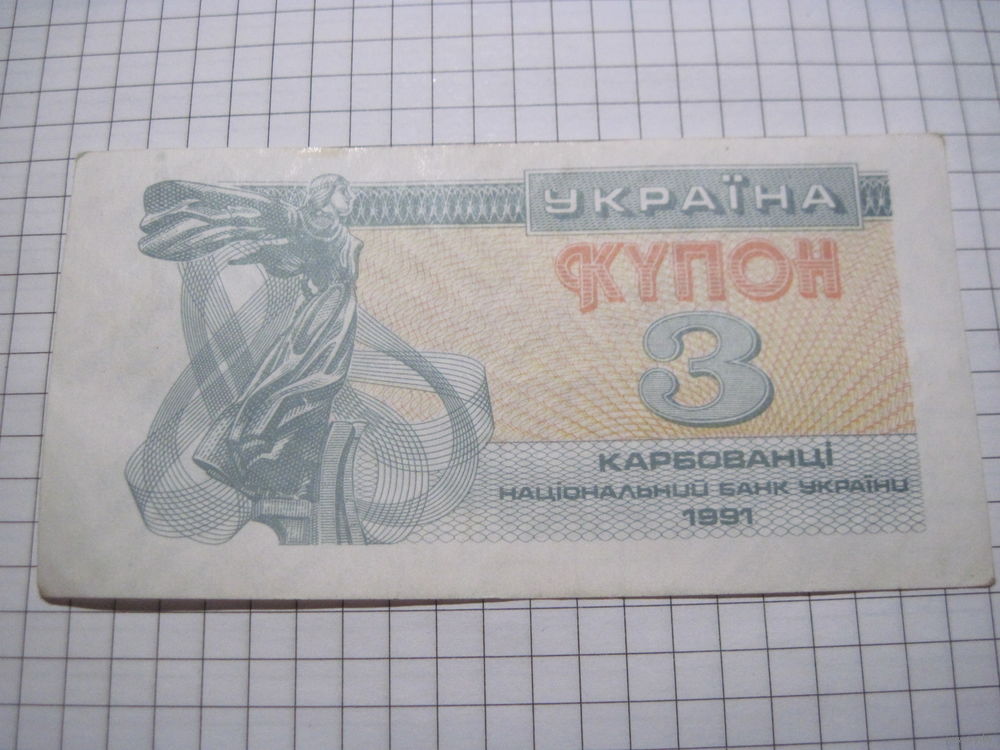 УКРАЇНА
КУПОН
3
КАРБОВАНЦІ
НАЦІОНАЛЬНИЙ БАНК УКРАЇНИ
1991